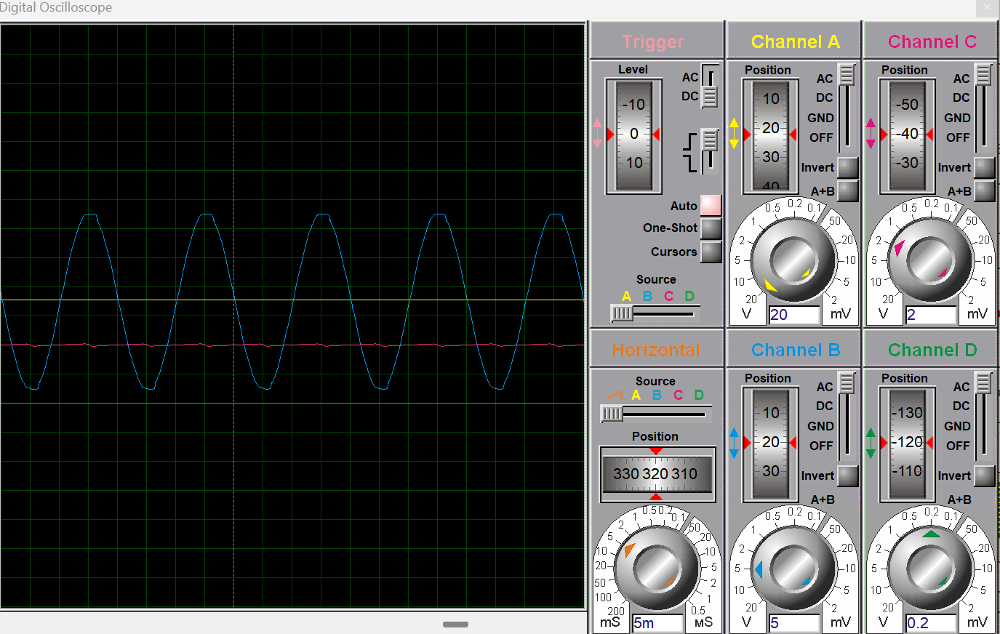 Digital Oscilloscope
Trigger
Level
-10
0
10
AC
DC
Auto
One-Shot
Cursors
Source
A B C D
Channel A
Position
10
20
30
40
AC
DC
GND
OFF
Invert
A+B
20 10 5 2 1 0.5 0.2 0.1 50 20 10 5 2
V 20 mV
Channel C
Position
-50
-40
-30
AC
DC
GND
OFF
Invert
A+B
20 10 5 2 1 0.5 0.2 0.1 50 20 10 5 2
V 2 mV
Horizontal
Source
A B C D
Position
330 320 310
200 100 50 20 10 5 2 1 0.5 0.2 0.1 50 20 10 5 2 1 0.5
mS 5m мS
Channel B
Position
10
20
30
AC
DC
GND
OFF
Invert
A+B
20 10 5 2 1 0.5 0.2 0.1 50 20 10 5 2
V 5 mV
Channel D
Position
-130
-120
-110
AC
DC
GND
OFF
Invert
A+B
20 10 5 2 1 0.5 0.2 0.1 50 20 10 5 2
V 0.2 mV